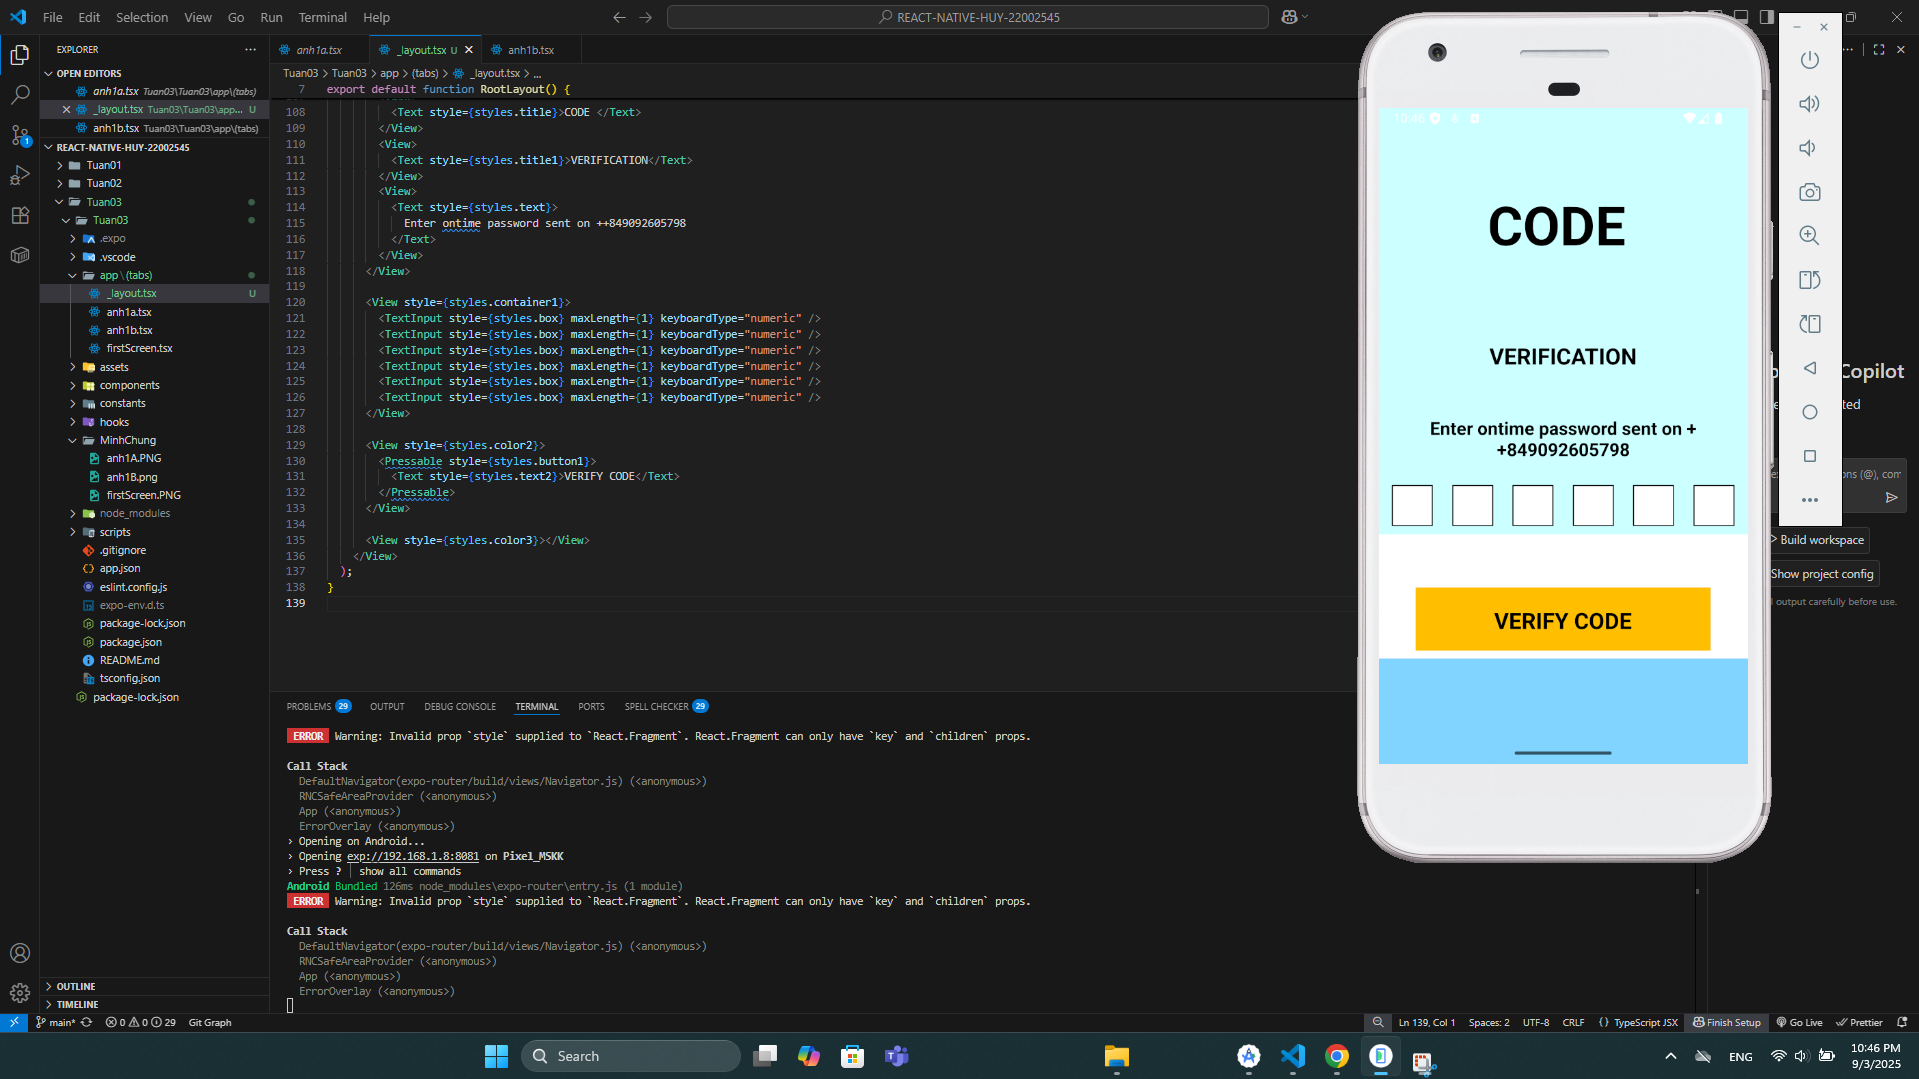 File Edit Selection View Go Run Terminal Help
REACT-NATIVE-HUY-22002545
EXPLORER
OPEN EDITORS
anh1a.tsx Tuan03\Tuan03\app\(tabs)
_layout.tsx Tuan03\Tuan03\app... U
anh1b.tsx Tuan03\Tuan03\app\(tabs)
REACT-NATIVE-HUY-22002545
Tuan01
Tuan02
Tuan03
Tuan03
.expo
.vscode
app\(tabs)
_layout.tsx U
anh1a.tsx
anh1b.tsx
firstScreen.tsx
assets
components
constants
hooks
MinhChung
anh1A.PNG
anh1B.png
firstScreen.PNG
node_modules
scripts
.gitignore
app.json
eslint.config.js
expo-env.d.ts
package-lock.json
package.json
README.md
tsconfig.json
package-lock.json
OUTLINE
TIMELINE
anh1a.tsx
_layout.tsx U
anh1b.tsx
Tuan03 > Tuan03 > app > (tabs) > _layout.tsx > ...
7 export default function RootLayout() {
108 <Text style={styles.title}>CODE </Text>
109 </View>
110 <View>
111 <Text style={styles.title1}>VERIFICATION</Text>
112 </View>
113 <View>
114 <Text style={styles.text}>
115 Enter ontime password sent on ++849092605798
116 </Text>
117 </View>
118 </View>
119
120 <View style={styles.container1}>
121 <TextInput style={styles.box} maxLength={1} keyboardType="numeric" />
122 <TextInput style={styles.box} maxLength={1} keyboardType="numeric" />
123 <TextInput style={styles.box} maxLength={1} keyboardType="numeric" />
124 <TextInput style={styles.box} maxLength={1} keyboardType="numeric" />
125 <TextInput style={styles.box} maxLength={1} keyboardType="numeric" />
126 <TextInput style={styles.box} maxLength={1} keyboardType="numeric" />
127 </View>
128
129 <View style={styles.color2}>
130 <Pressable style={styles.button1}>
131 <Text style={styles.text2}>VERIFY CODE</Text>
132 </Pressable>
133 </View>
134
135 <View style={styles.color3}></View>
136 </View>
137 );
138 }
139
PROBLEMS 29 OUTPUT DEBUG CONSOLE TERMINAL PORTS SPELL CHECKER 29
ERROR Warning: Invalid prop `style` supplied to `React.Fragment`. React.Fragment can only have `key` and `children` props.
Call Stack
DefaultNavigator(expo-router/build/views/Navigator.js) (<anonymous>)
RNCSafeAreaProvider (<anonymous>)
App (<anonymous>)
ErrorOverlay (<anonymous>)
› Opening on Android...
› Opening exp://192.168.1.8:8081 on Pixel_MSKK
› Press ? │ show all commands
Android Bundled 126ms node_modules\expo-router\entry.js (1 module)
ERROR Warning: Invalid prop `style` supplied to `React.Fragment`. React.Fragment can only have `key` and `children` props.
Call Stack
DefaultNavigator(expo-router/build/views/Navigator.js) (<anonymous>)
RNCSafeAreaProvider (<anonymous>)
App (<anonymous>)
ErrorOverlay (<anonymous>)
10:46
CODE
VERIFICATION
Enter ontime password sent on +
+849092605798
VERIFY CODE
Copilot
ted
ons (@), com
Build workspace
Show project config
output carefully before use.
main* 0 0 29 Git Graph
Ln 139, Col 1 Spaces: 2 UTF-8 CRLF {} TypeScript JSX Finish Setup Go Live Prettier
Search
ENG
10:46 PM
9/3/2025